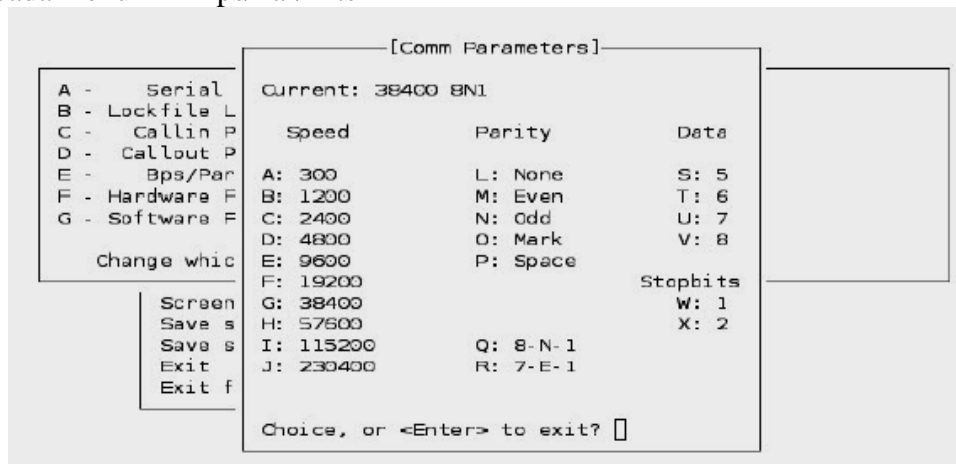 [Comm Parameters]
Current: 38400 8N1
Speed Parity Data
A: 300 L: None S: 5
B: 1200 M: Even T: 6
C: 2400 N: Odd U: 7
D: 4800 O: Mark V: 8
E: 9600 P: Space
F: 19200 Stopbits
G: 38400 W: 1
H: 57600 X: 2
I: 115200 Q: 8-N-1
J: 230400 R: 7-E-1
Choice, or <Enter> to exit?
A - Serial
B - Lockfile L
C - Callin P
D - Callout P
E - Bps/Par
F - Hardware F
G - Software F
Change whic
Screen
Save s
Save s
Exit
Exit f